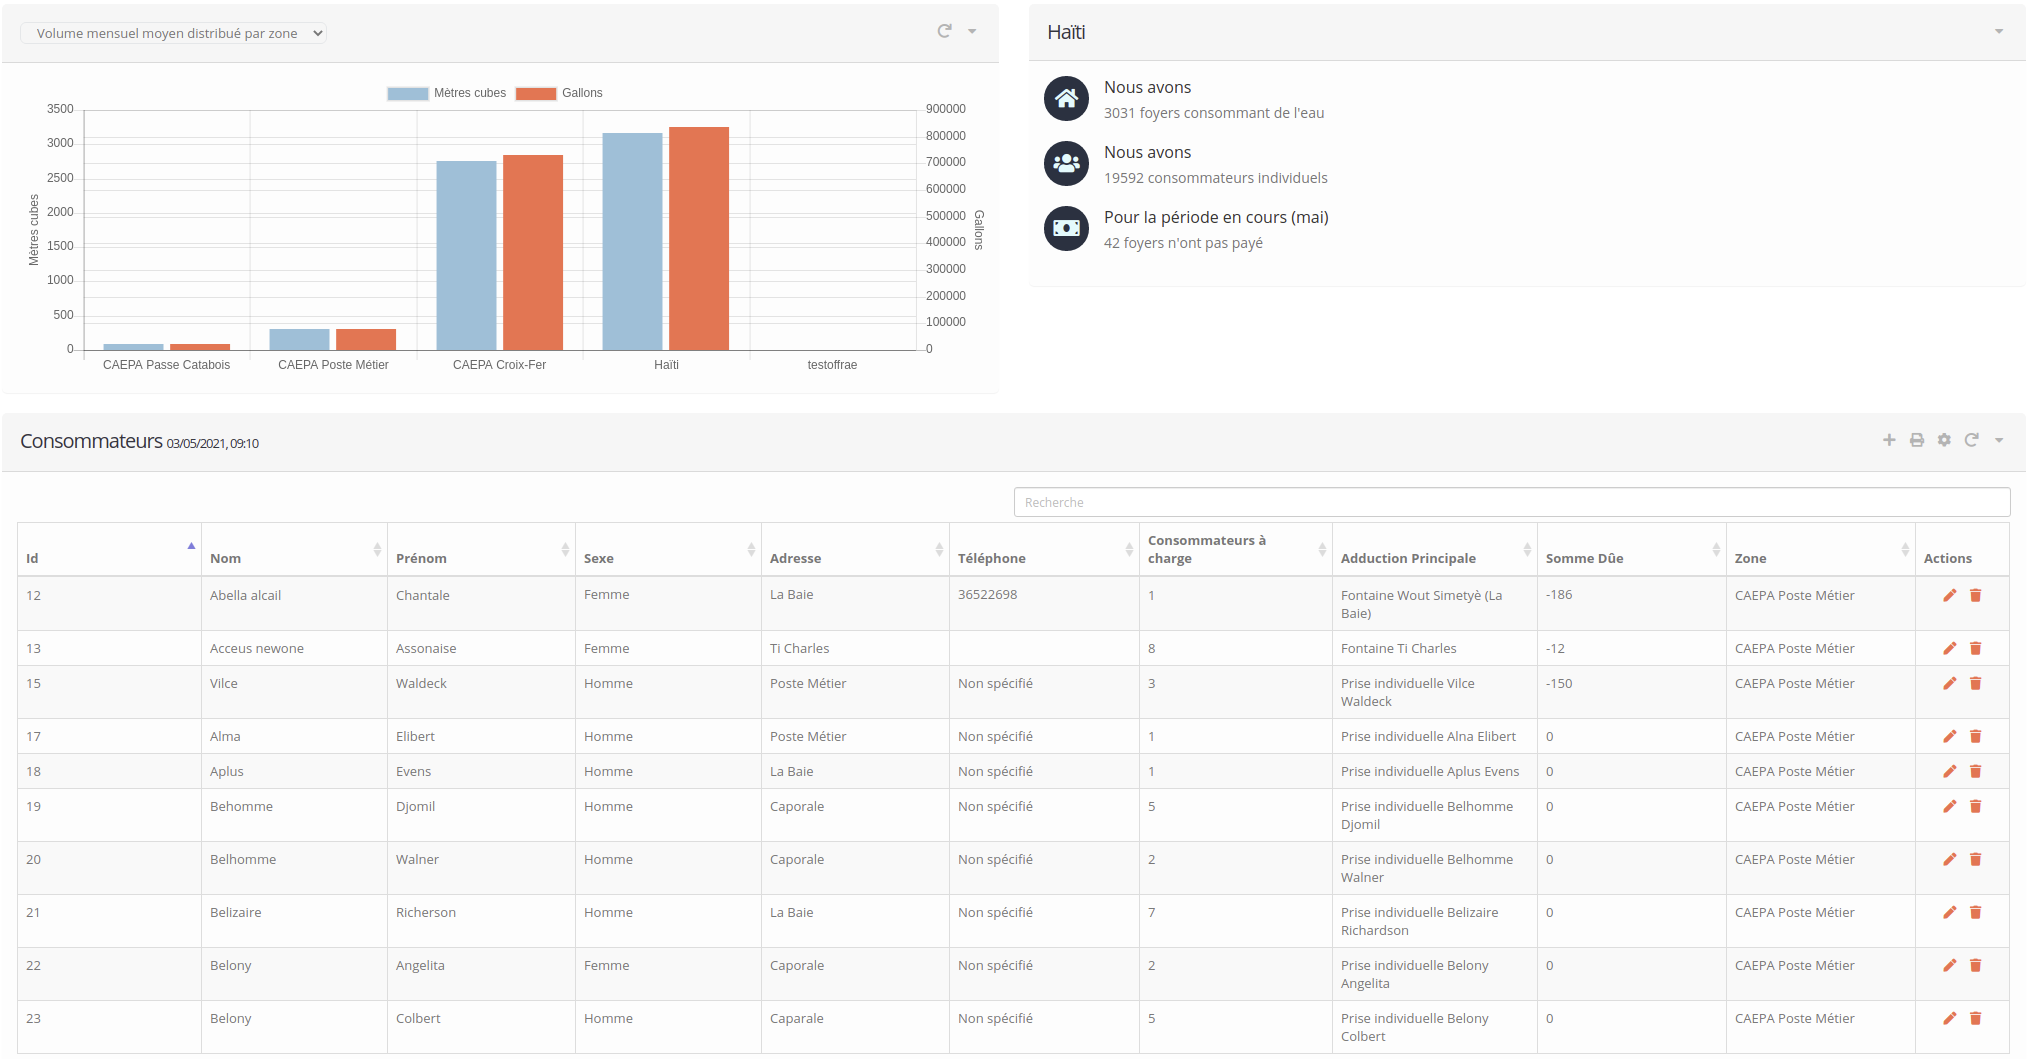 Volume mensuel moyen distribué par zone
Mètres cubes
Gallons
3500
3000
2500
2000
1500
1000
500
0
Mètres cubes
900000
800000
700000
600000
500000
400000
300000
200000
100000
0
Gallons
CAEPA Passe Catabois
CAEPA Poste Métier
CAEPA Croix-Fer
Haïti
testoffrae
Haïti
Nous avons
3031 foyers consommant de l'eau
Nous avons
19592 consommateurs individuels
Pour la période en cours (mai)
42 foyers n'ont pas payé
Consommateurs 03/05/2021, 09:10
Recherche
Id Nom Prénom Sexe Adresse Téléphone Consommateurs à charge Adduction Principale Somme Dûe Zone Actions
12 Abella alcail Chantale Femme La Baie 36522698 1 Fontaine Wout Simetyè (La Baie) -186 CAEPA Poste Métier
13 Acceus newone Assonaise Femme Ti Charles 8 Fontaine Ti Charles -12 CAEPA Poste Métier
15 Vilce Waldeck Homme Poste Métier Non spécifié 3 Prise individuelle Vilce Waldeck -150 CAEPA Poste Métier
17 Alma Elibert Homme Poste Métier Non spécifié 1 Prise individuelle Alna Elibert 0 CAEPA Poste Métier
18 Aplus Evens Homme La Baie Non spécifié 1 Prise individuelle Aplus Evens 0 CAEPA Poste Métier
19 Behomme Djomil Homme Caporale Non spécifié 5 Prise individuelle Belhomme Djomil 0 CAEPA Poste Métier
20 Belhomme Walner Homme Caporale Non spécifié 2 Prise individuelle Belhomme Walner 0 CAEPA Poste Métier
21 Belizaire Richerson Homme La Baie Non spécifié 7 Prise individuelle Belizaire Richardson 0 CAEPA Poste Métier
22 Belony Angelita Femme Caporale Non spécifié 2 Prise individuelle Belony Angelita 0 CAEPA Poste Métier
23 Belony Colbert Homme Caparale Non spécifié 5 Prise individuelle Belony Colbert 0 CAEPA Poste Métier